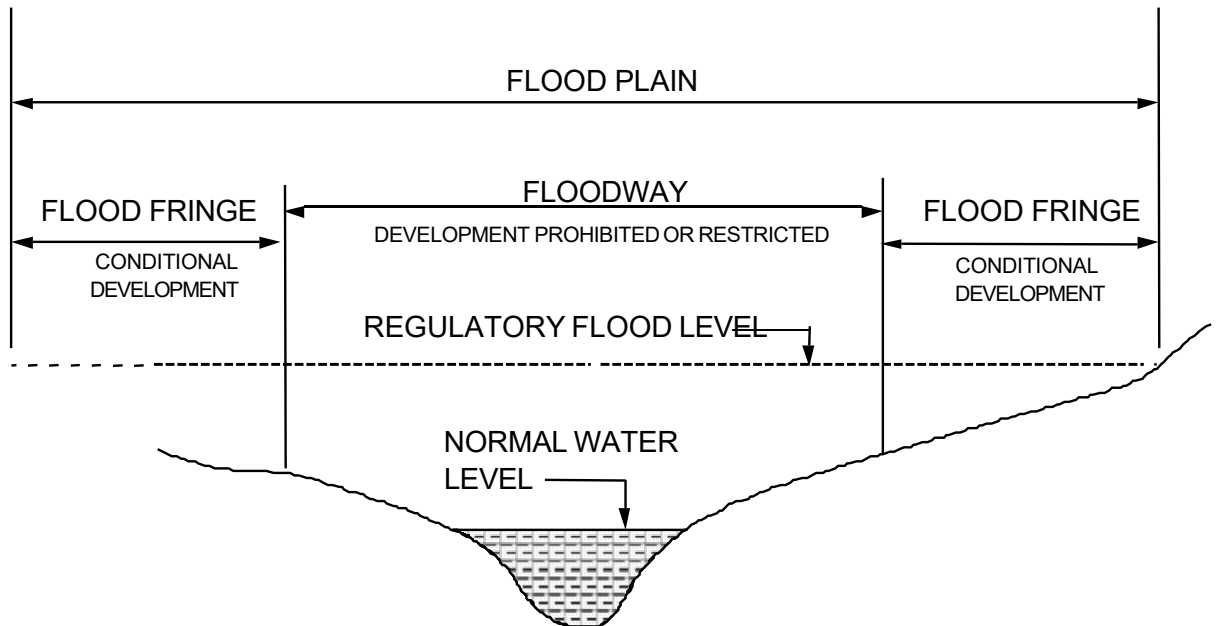 FLOOD PLAIN
FLOODWAY
FLOOD FRINGE
FLOOD FRINGE
DEVELOPMENT PROHIBITED OR RESTRICTED
CONDITIONAL
DEVELOPMENT
CONDITIONAL
DEVELOPMENT
REGULATORY FLOOD LEVEL
NORMAL WATER
LEVEL